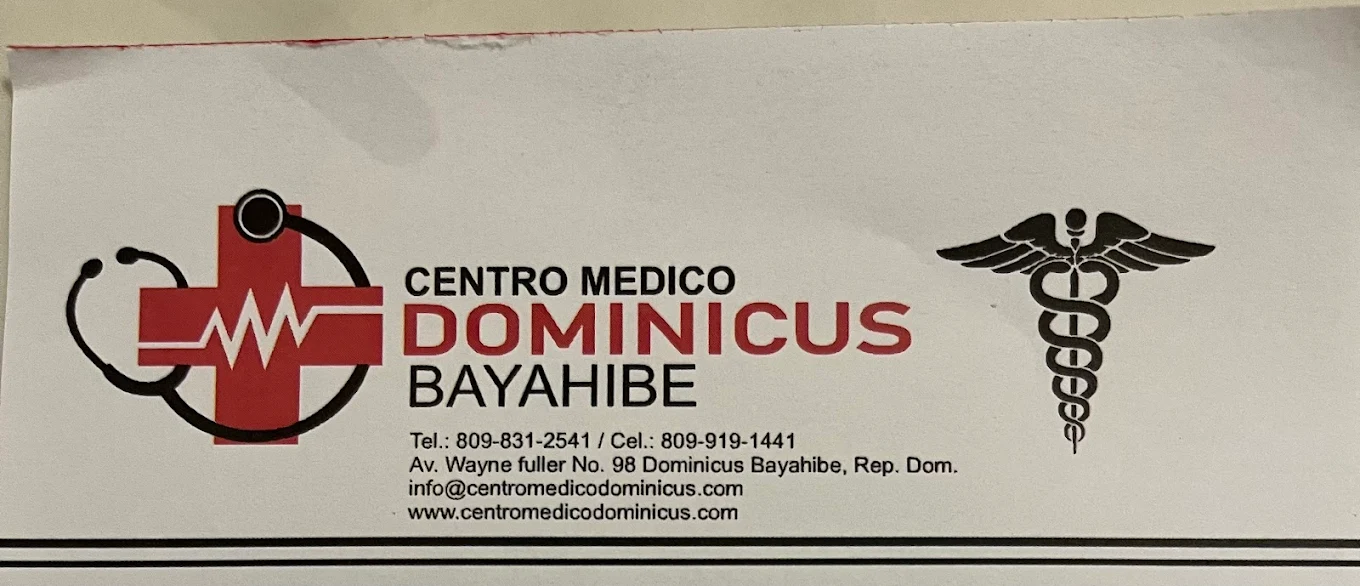 CENTRO MEDICO
DOMINICUS
BAYAHIBE
Tel.: 809-831-2541 / Cel.: 809-919-1441
Av. Wayne fuller No. 98 Dominicus Bayahibe, Rep. Dom.
info@centromedicodominicus.com
www.centromedicodominicus.com